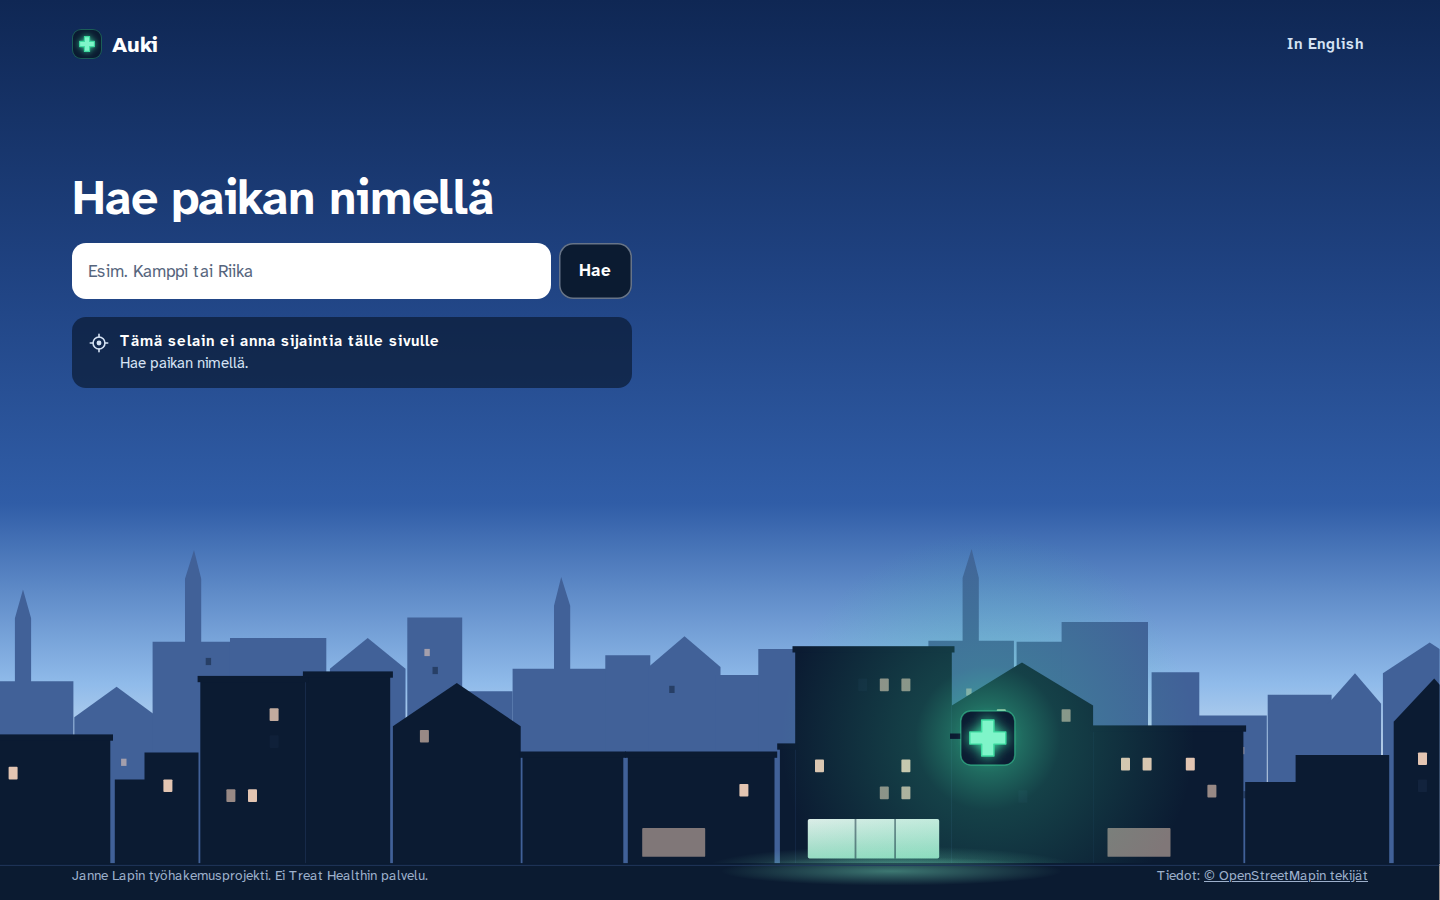 Auki
In English
Hae paikan nimellä
Esim. Kamppi tai Riika
Hae
Tämä selain ei anna sijaintia tälle sivulle
Hae paikan nimellä.
Janne Lapin työhakemusprojekti. Ei Treat Healthin palvelu.
Tiedot: © OpenStreetMapin tekijät